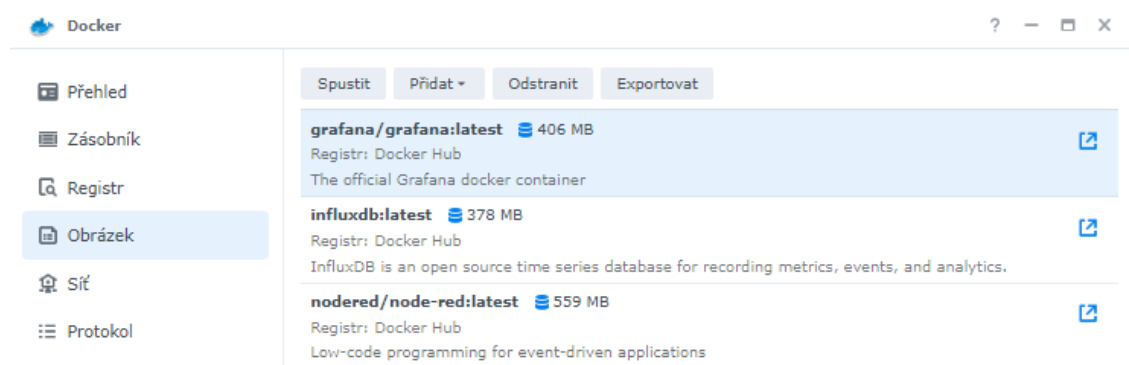 Docker
Přehled
Zásobník
Registr
Obrázek
Síť
Protokol
Spustit Přidat Odstranit Exportovat
grafana/grafana:latest 406 MB
Registr: Docker Hub
The official Grafana docker container
influxdb:latest 378 MB
Registr: Docker Hub
InfluxDB is an open source time series database for recording metrics, events, and analytics.
nodered/node-red:latest 559 MB
Registr: Docker Hub
Low-code programming for event-driven applications